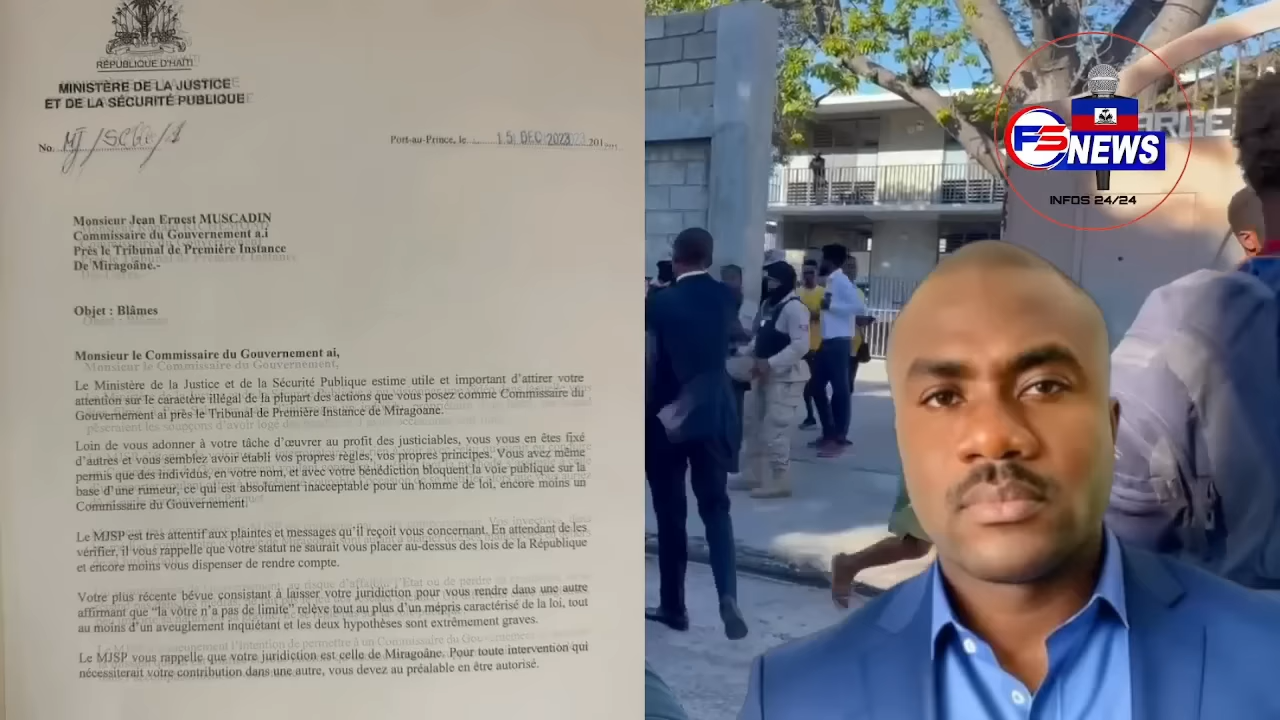 RÉPUBLIQUE D'HAÏTI
MINISTÈRE DE LA JUSTICE
ET DE LA SÉCURITÉ PUBLIQUE
No. MJ/SCGG/1
Port-au-Prince, le 15 DEC 2023 201
Monsieur Jean Ernest MUSCADIN
Commissaire du Gouvernement a.i
Près le Tribunal de Première Instance
De Miragoâne.-
Objet : Blâmes
Monsieur le Commissaire du Gouvernement ai,
Le Ministère de la Justice et de la Sécurité Publique estime utile et important d'attirer votre
attention sur le caractère illégal de la plupart des actions que vous posez comme Commissaire du
Gouvernement ai près le Tribunal de Première Instance de Miragoane.
Loin de vous adonner à votre tâche d'œuvrer au profit des justiciables, vous vous en êtes fixé
d'autres et vous semblez avoir établi vos propres règles, vos propres principes. Vous avez même
permis que des individus, en votre nom, et avec votre bénédiction bloquent la voie publique sur la
base d'une rumeur, ce qui est absolument inacceptable pour un homme de loi, encore moins un
Commissaire du Gouvernement.
Le MJSP est très attentif aux plaintes et messages qu'il reçoit vous concernant. En attendant de les
vérifier, il vous rappelle que votre statut ne saurait vous placer au-dessus des lois de la République
et encore moins vous dispenser de rendre compte.
Votre plus récente bévue consistant à laisser votre juridiction pour vous rendre dans une autre
affirmant que "la vôtre n'a pas de limite" relève tout au plus d'un mépris caractérisé de la loi, tout
au moins d'un aveuglement inquiétant et les deux hypothèses sont extrêmement graves.
Le MJSP vous rappelle que votre juridiction est celle de Miragoâne. Pour toute intervention qui
nécessiterait votre contribution dans une autre, vous devez au préalable en être autorisé.
FS NEWS
INFOS 24/24